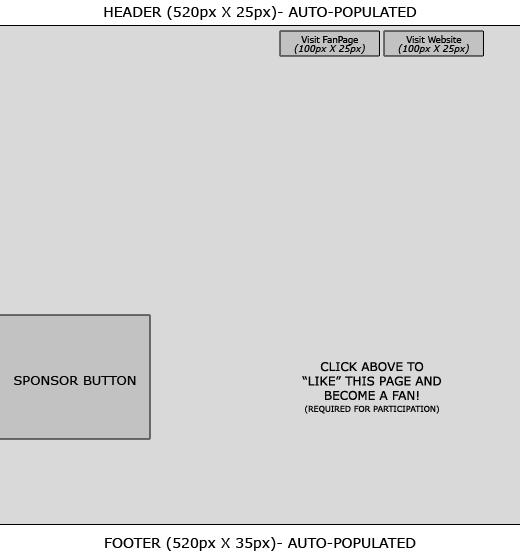 HEADER (520px X 25px)- AUTO-POPULATED
Visit FanPage
(100px X 25px)
Visit Website
(100px X 25px)
SPONSOR BUTTON
CLICK ABOVE TO
“LIKE” THIS PAGE AND
BECOME A FAN!
(REQUIRED FOR PARTICIPATION)
FOOTER (520px X 35px)- AUTO-POPULATED